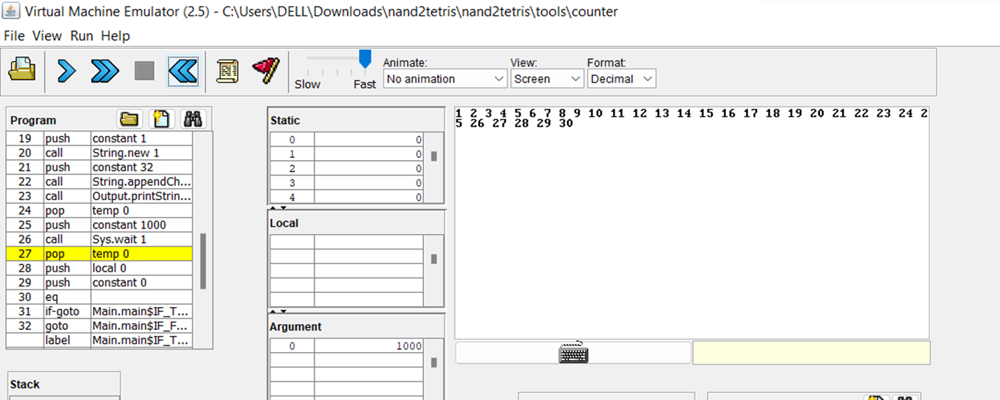 Virtual Machine Emulator (2.5) - C:\Users\DELL\Downloads\nand2tetris\nand2tetris\tools\counter
File View Run Help
Slow Fast
Animate:
No animation
View:
Screen
Format:
Decimal
Program
19 push constant 1
20 call String.new 1
21 push constant 32
22 call String.appendCh...
23 call Output.printStrin...
24 pop temp 0
25 push constant 1000
26 call Sys.wait 1
27 pop temp 0
28 push local 0
29 push constant 0
30 eq
31 if-goto Main.main$IF_T...
32 goto Main.main$IF_F...
label Main.main$IF_T...
Stack
Static
0 0
1 0
2 0
3 0
4 0
Local
Argument
0 1000
1 2 3 4 5 6 7 8 9 10 11 12 13 14 15 16 17 18 19 20 21 22 23 24 2
5 26 27 28 29 30